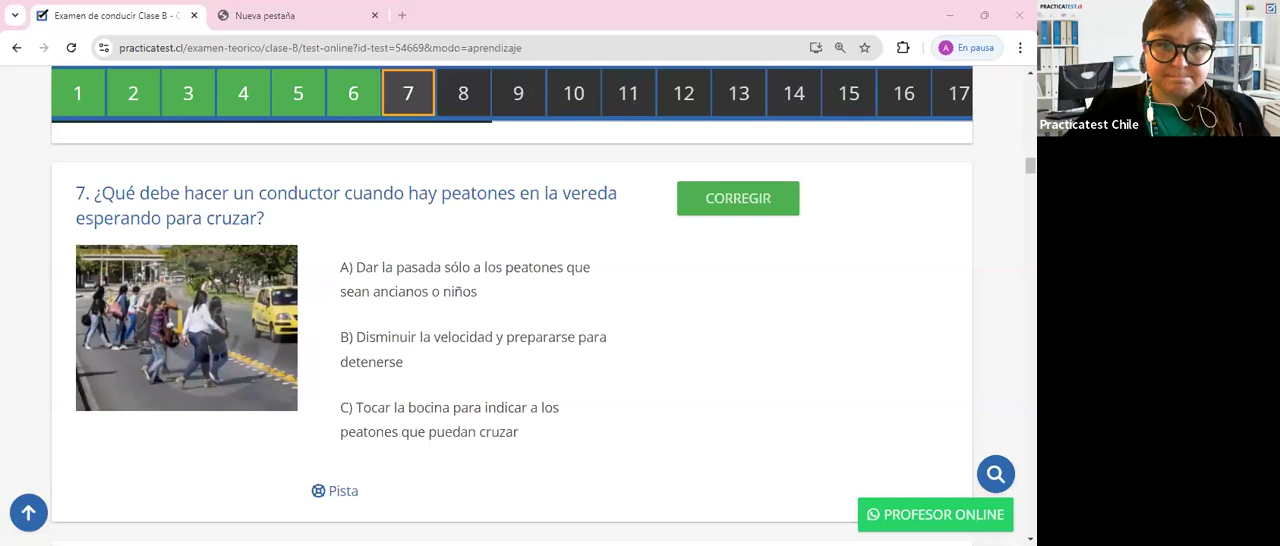 Examen de conducir Clase B - C
Nueva pestaña
practicatest.cl/examen-teorico/clase-B/test-online?id-test=54669&modo=aprendizaje
A En pausa
PRACTICATEST.cl
1 2 3 4 5 6 7 8 9 10 11 12 13 14 15 16 17
Practicatest Chile
7. ¿Qué debe hacer un conductor cuando hay peatones en la vereda
esperando para cruzar?
CORREGIR
A) Dar la pasada sólo a los peatones que
sean ancianos o niños
B) Disminuir la velocidad y prepararse para
detenerse
C) Tocar la bocina para indicar a los
peatones que puedan cruzar
Pista
PROFESOR ONLINE